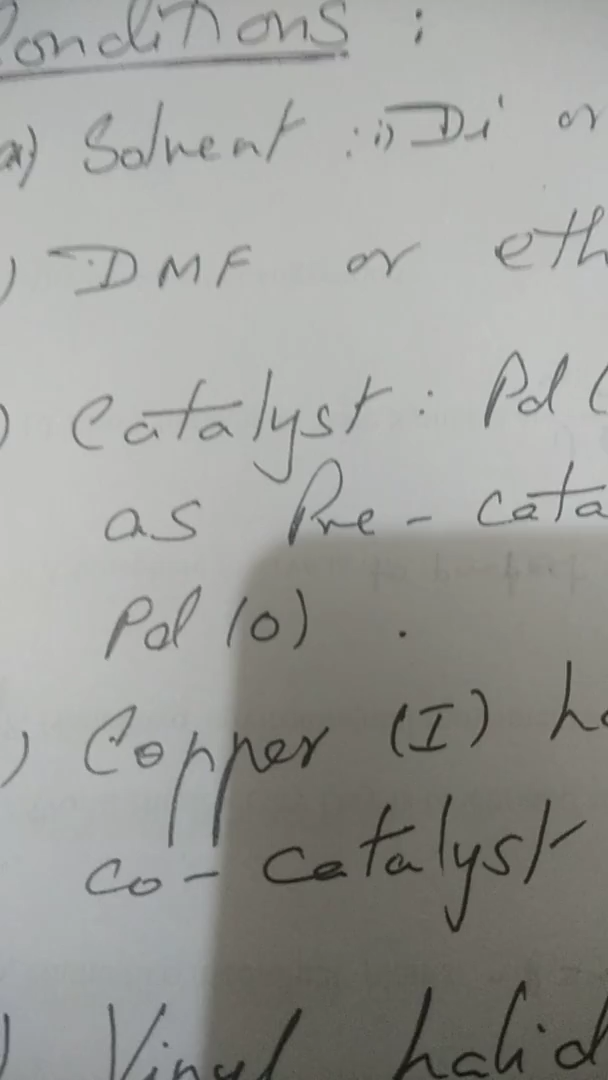 Conditions :
a) Solvent : i) Di or
) DMF or eth
) Catalyst : Pd (
as Pre - cata
Pd (0) .
) Copper (I) ha
co - catalyst
) Vinyl halid